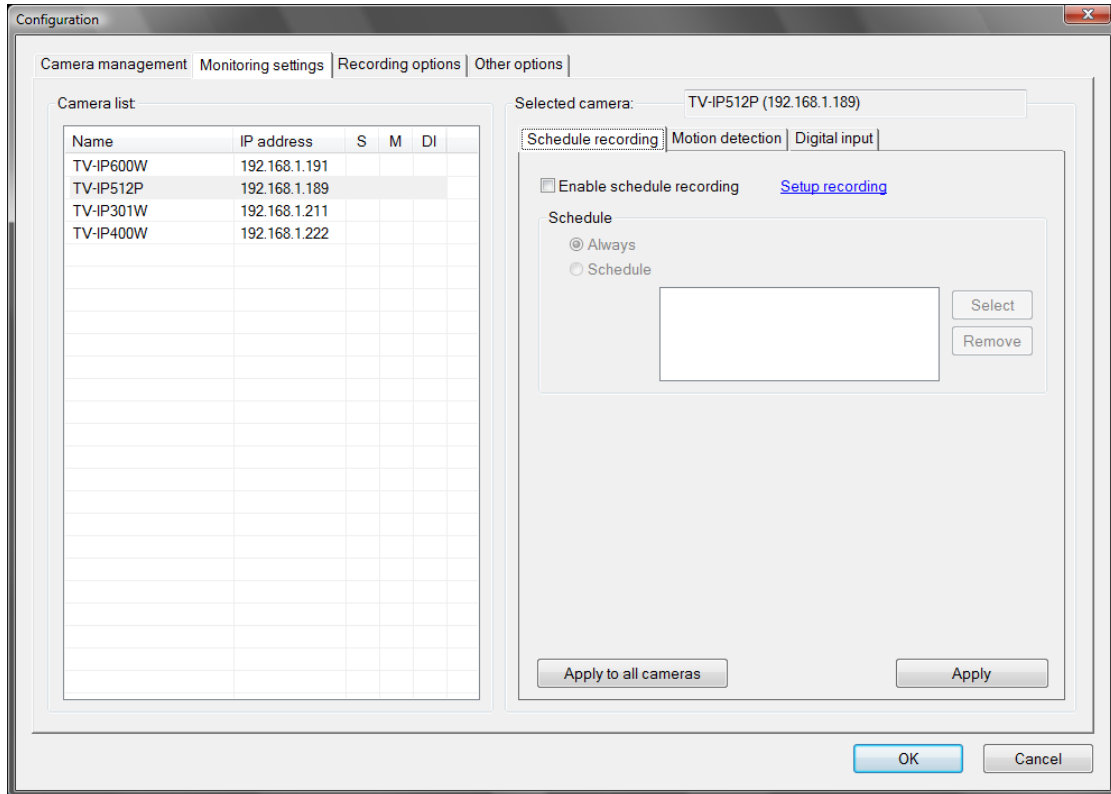 Configuration
Camera management Monitoring settings Recording options Other options
Camera list:
Name IP address S M DI
TV-IP600W 192.168.1.191
TV-IP512P 192.168.1.189
TV-IP301W 192.168.1.211
TV-IP400W 192.168.1.222
Selected camera: TV-IP512P (192.168.1.189)
Schedule recording Motion detection Digital input
Enable schedule recording Setup recording
Schedule
Always
Schedule
Select
Remove
Apply to all cameras Apply
OK Cancel